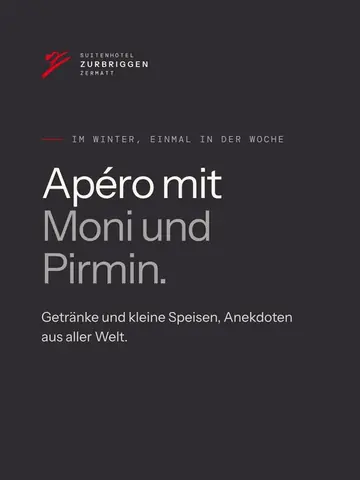 SUITENHOTEL
ZURBRIGGEN
ZERMATT
IM WINTER, EINMAL IN DER WOCHE
Apéro mit
Moni und
Pirmin.
Getränke und kleine Speisen, Anekdoten
aus aller Welt.